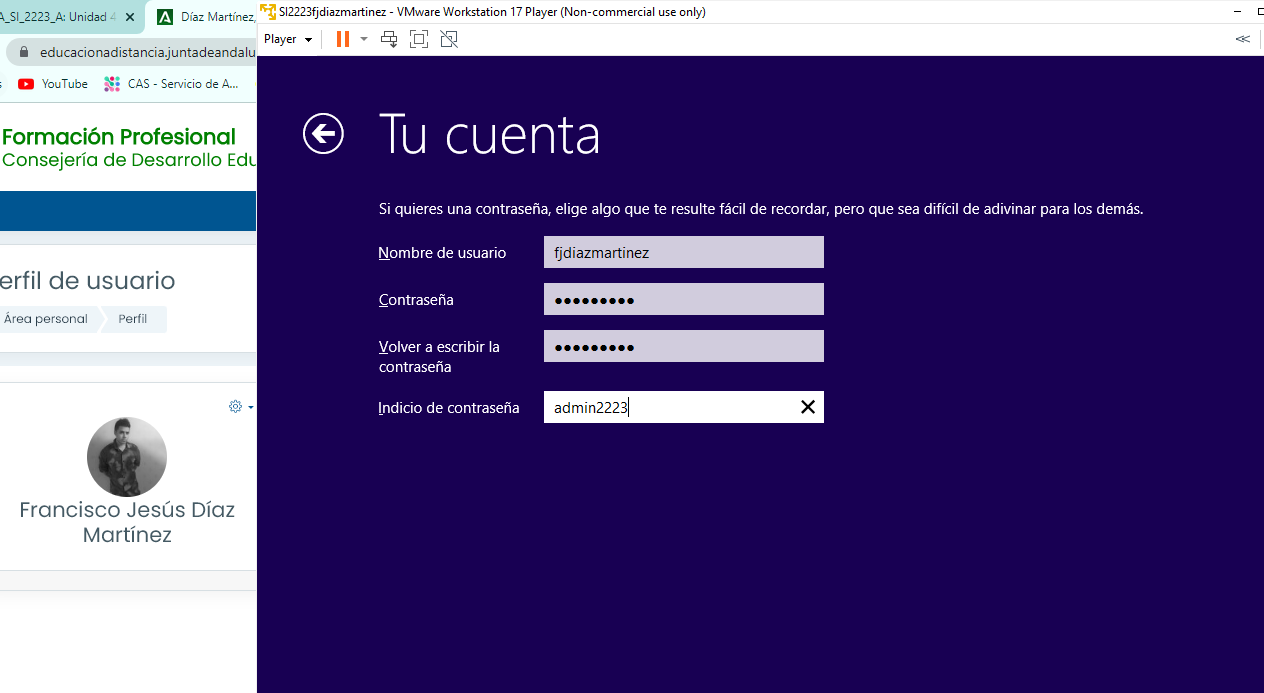 A_SI_2223_A: Unidad 4
Díaz Martínez,
educacionadistancia.juntadeandalu
YouTube
CAS - Servicio de A...
Formación Profesional
Consejería de Desarrollo Edu
erfil de usuario
Área personal
Perfil
Francisco Jesús Díaz
Martínez
SI2223fjdiazmartinez - VMware Workstation 17 Player (Non-commercial use only)
Player
Tu cuenta
Si quieres una contraseña, elige algo que te resulte fácil de recordar, pero que sea difícil de adivinar para los demás.
Nombre de usuario
fjdiazmartinez
Contraseña
●●●●●●●●●
Volver a escribir la
contraseña
●●●●●●●●●
Indicio de contraseña
admin2223